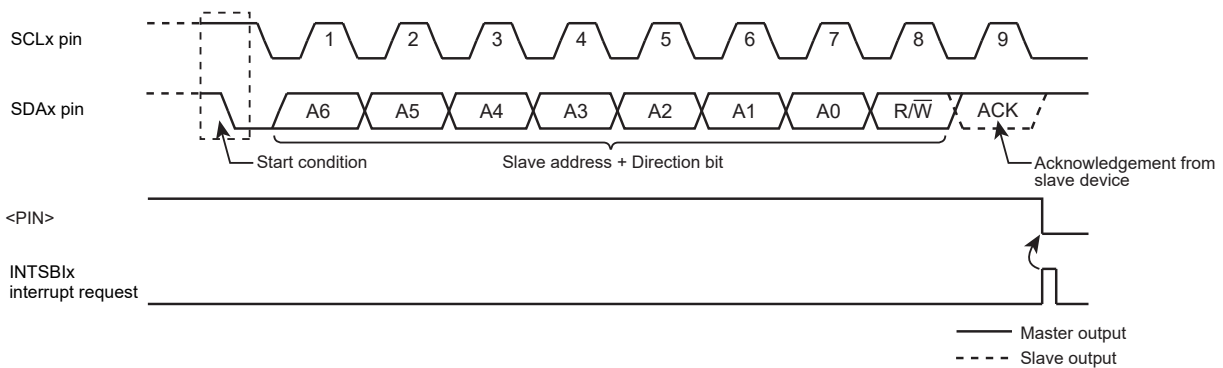 SCLx pin
1 2 3 4 5 6 7 8 9
SDAx pin
A6 A5 A4 A3 A2 A1 A0 R/W̅ ACK
Start condition
Slave address + Direction bit
Acknowledgement from
slave device
<PIN>
INTSBIx
interrupt request
Master output
Slave output